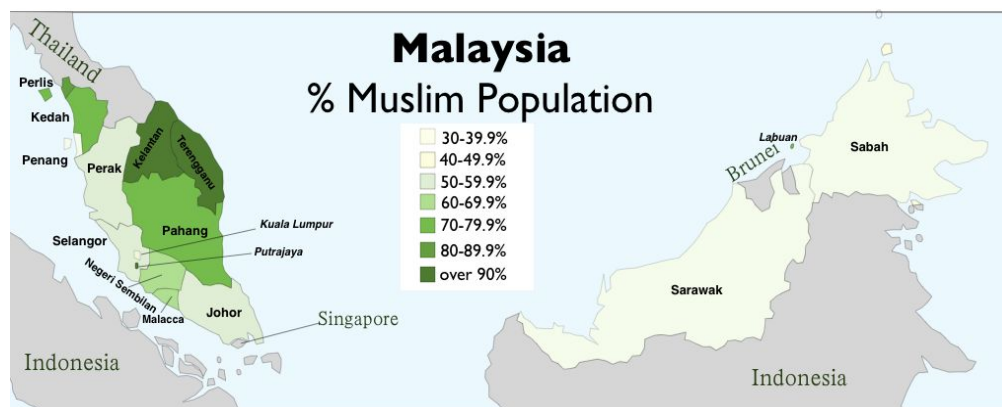 Malaysia
% Muslim Population
30-39.9%
40-49.9%
50-59.9%
60-69.9%
70-79.9%
80-89.9%
over 90%
Thailand
Perlis
Kedah
Penang
Perak
Kelantan
Terengganu
Pahang
Kuala Lumpur
Selangor
Putrajaya
Negeri Sembilan
Malacca
Johor
Singapore
Indonesia
Labuan
Brunei
Sabah
Sarawak
Indonesia